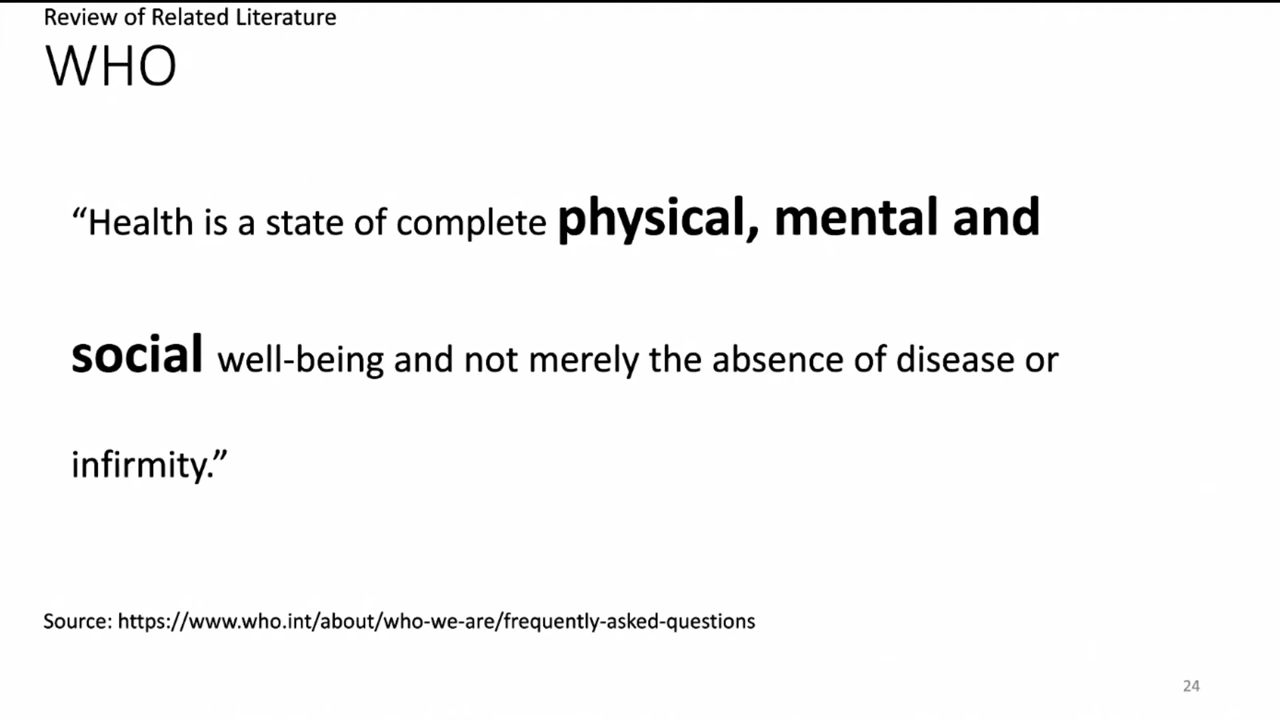 Review of Related Literature
WHO
“Health is a state of complete physical, mental and
social well-being and not merely the absence of disease or
infirmity.”
Source: https://www.who.int/about/who-we-are/frequently-asked-questions
24